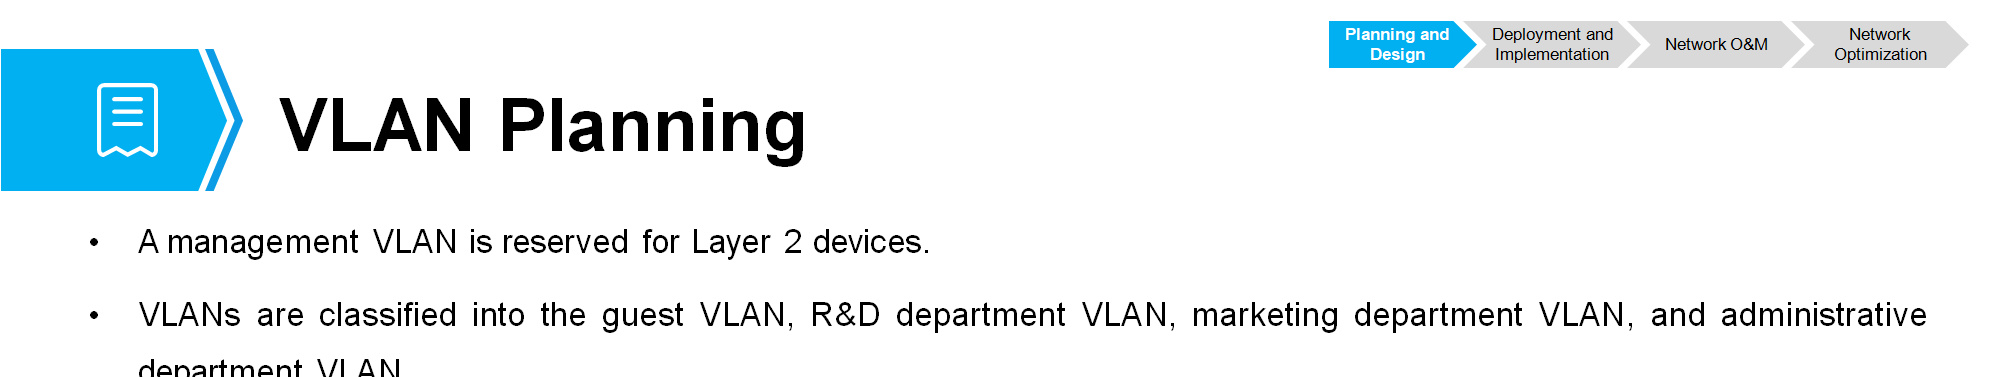 Planning and
Design
Deployment and
Implementation
Network O&M
Network
Optimization
VLAN Planning
• A management VLAN is reserved for Layer 2 devices.
• VLANs are classified into the guest VLAN, R&D department VLAN, marketing department VLAN, and administrative
department VLAN